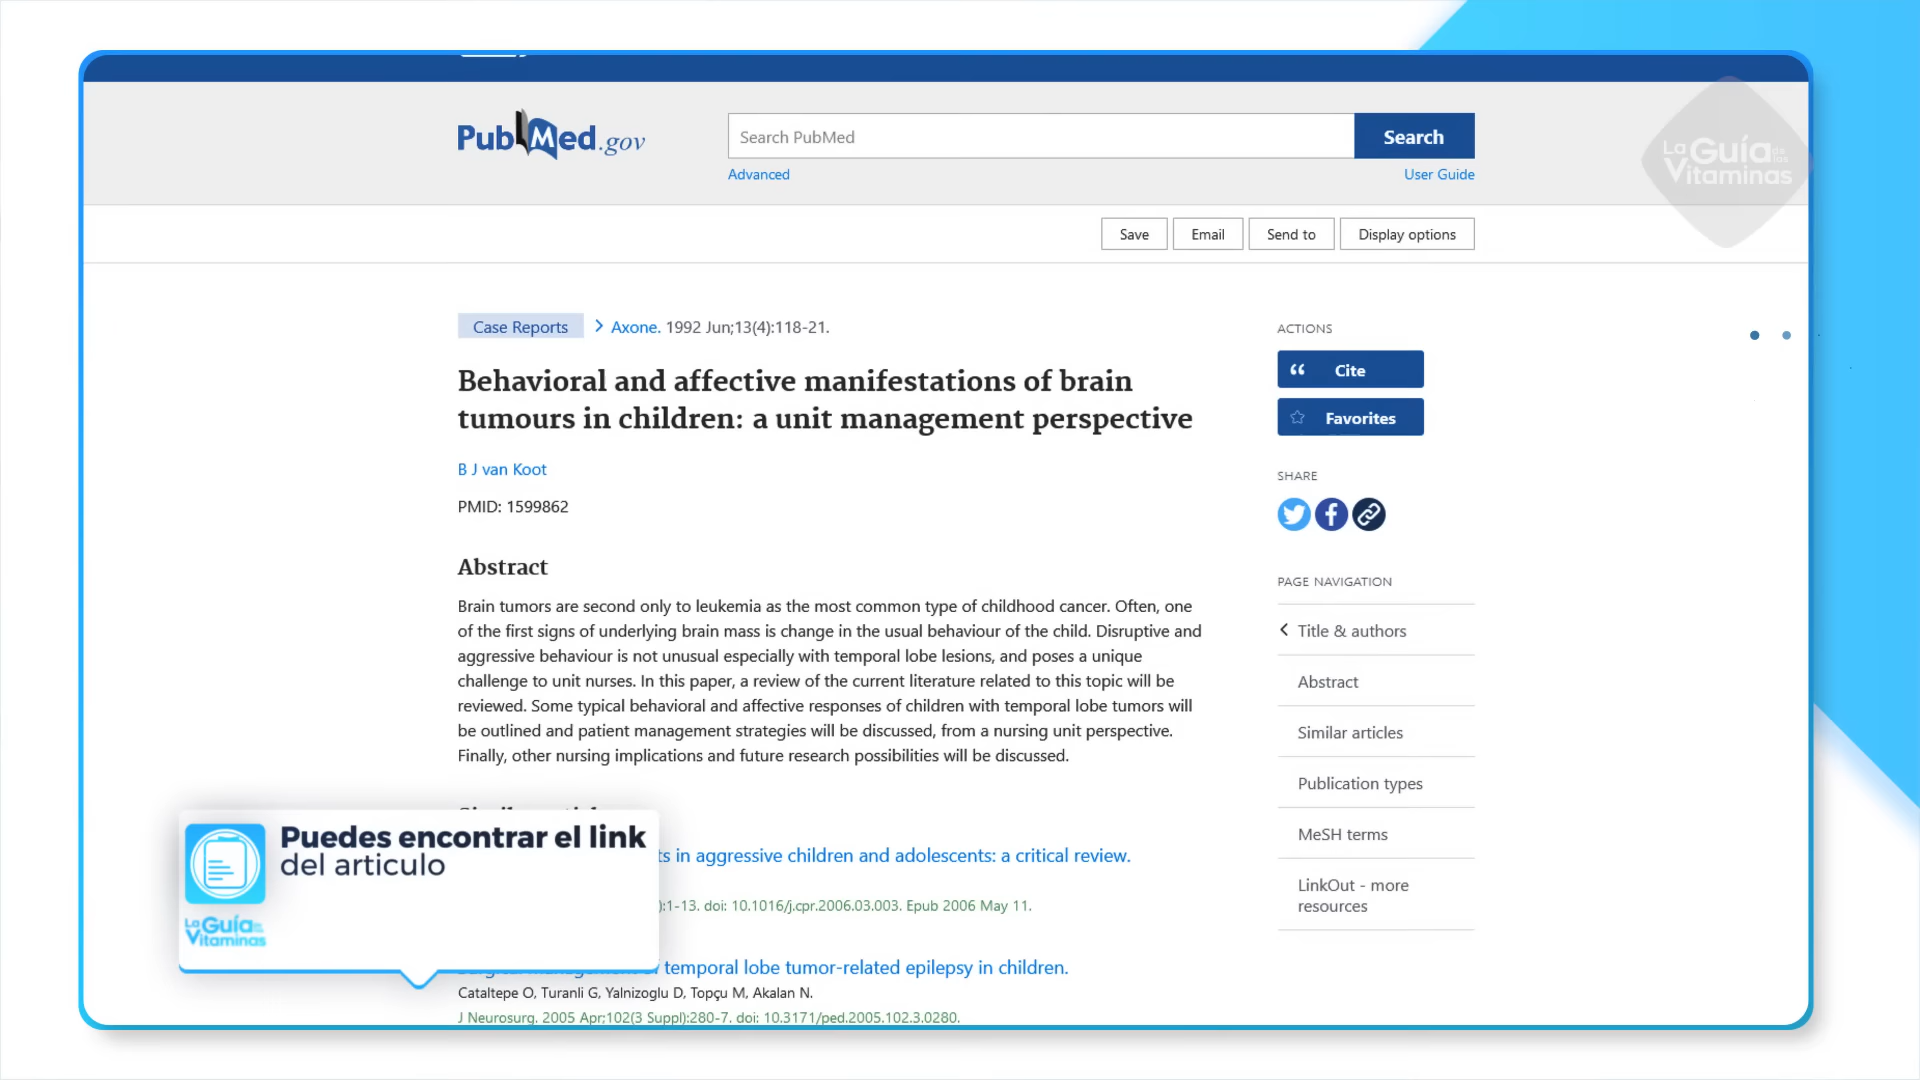 PubMed.gov
Search PubMed
Search
Advanced
User Guide
La Guía de las
Vitaminas
Save
Email
Send to
Display options
Case Reports
Axone. 1992 Jun;13(4):118-21.
Behavioral and affective manifestations of brain
tumours in children: a unit management perspective
B J van Koot
PMID: 1599862
Abstract
Brain tumors are second only to leukemia as the most common type of childhood cancer. Often, one
of the first signs of underlying brain mass is change in the usual behaviour of the child. Disruptive and
aggressive behaviour is not unusual especially with temporal lobe lesions, and poses a unique
challenge to unit nurses. In this paper, a review of the current literature related to this topic will be
reviewed. Some typical behavioral and affective responses of children with temporal lobe tumors will
be outlined and patient management strategies will be discussed, from a nursing unit perspective.
Finally, other nursing implications and future research possibilities will be discussed.
ts in aggressive children and adolescents: a critical review.
):1-13. doi: 10.1016/j.cpr.2006.03.003. Epub 2006 May 11.
temporal lobe tumor-related epilepsy in children.
Cataltepe O, Turanli G, Yalnizoglu D, Topçu M, Akalan N.
J Neurosurg. 2005 Apr;102(3 Suppl):280-7. doi: 10.3171/ped.2005.102.3.0280.
Puedes encontrar el link
del articulo
La Guía de las
Vitaminas
ACTIONS
Cite
Favorites
SHARE
PAGE NAVIGATION
Title & authors
Abstract
Similar articles
Publication types
MeSH terms
LinkOut - more
resources